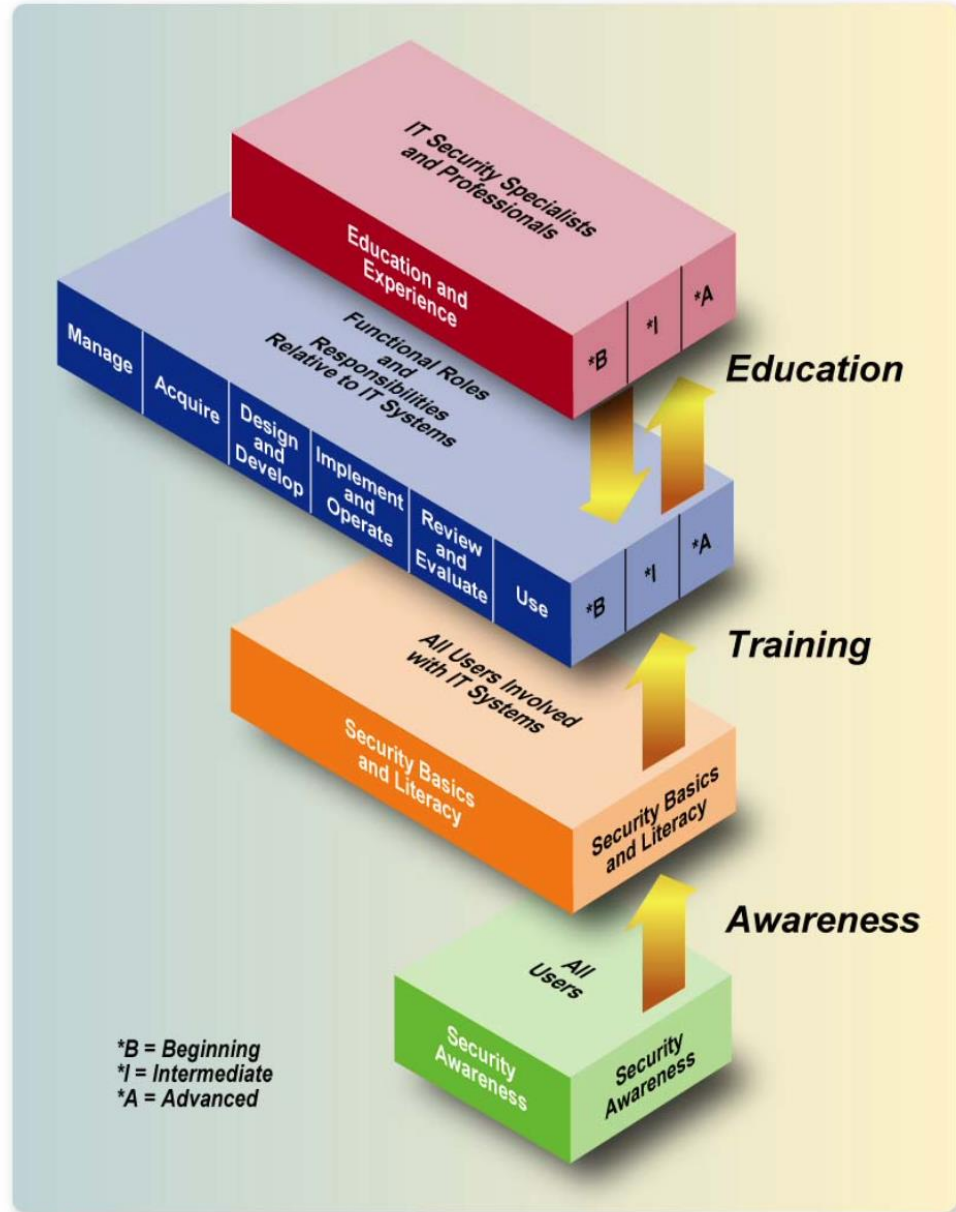 IT Security Specialists
and Professionals
Education and
Experience
*B
*I
*A
Education
Functional Roles
and
Responsibilities
Relative to IT Systems
Manage
Acquire
Design
and
Develop
Implement
and
Operate
Review
and
Evaluate
Use
*B
*I
*A
Training
All Users Involved
with IT Systems
Security Basics
and Literacy
Security Basics
and Literacy
Awareness
All
Users
Security
Awareness
Security
Awareness
*B = Beginning
*I = Intermediate
*A = Advanced